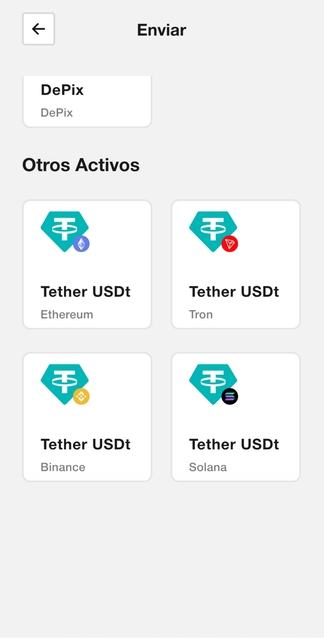 Enviar
DePix
DePix
Otros Activos
Tether USDt
Ethereum
Tether USDt
Tron
Tether USDt
Binance
Tether USDt
Solana